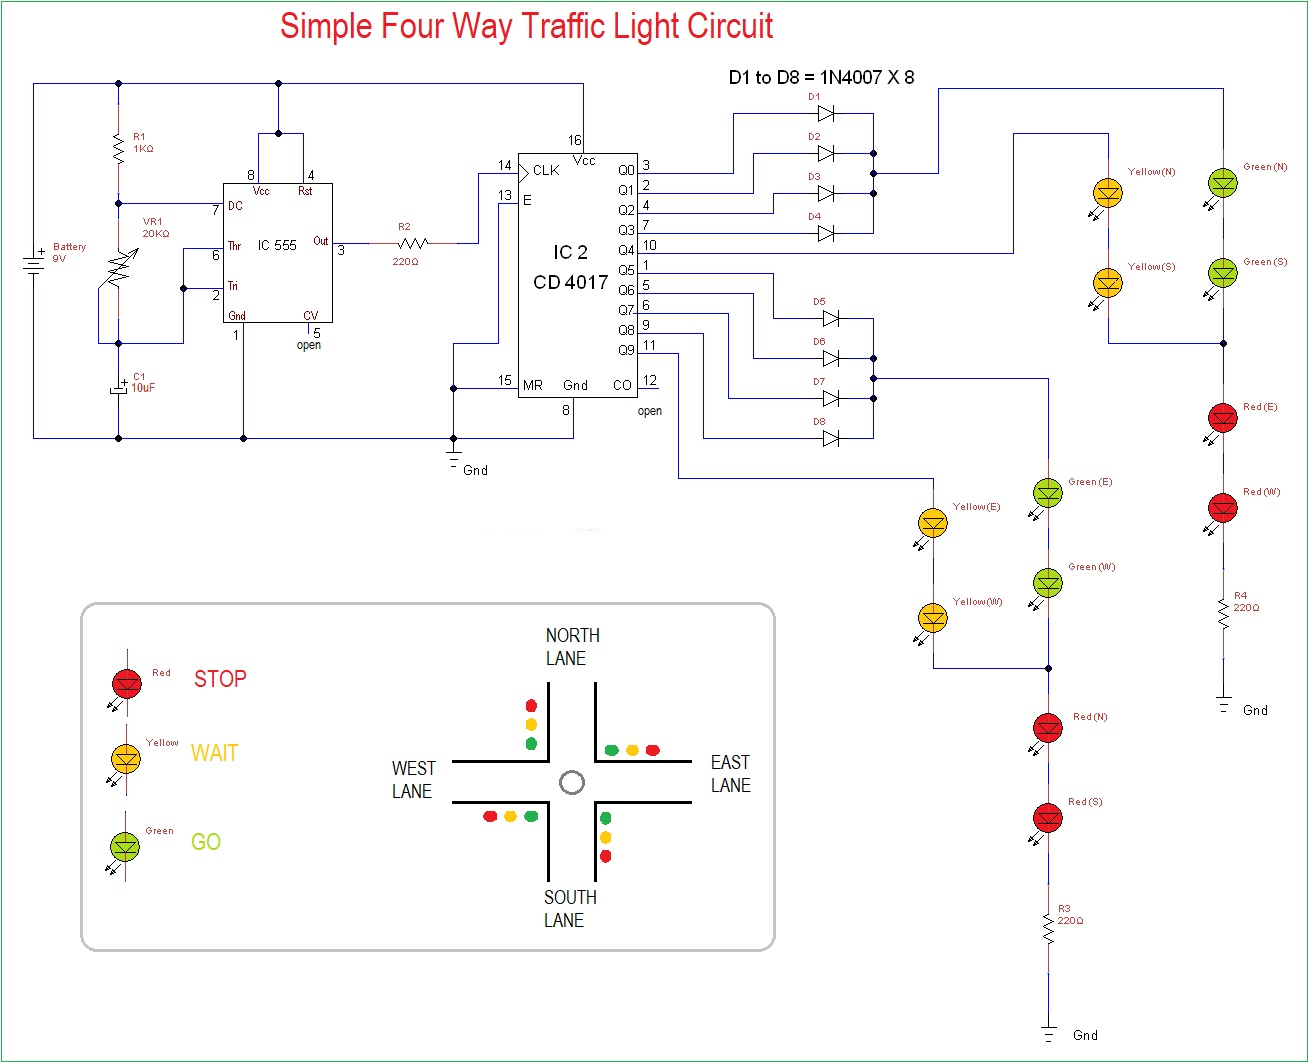 Simple Four Way Traffic Light Circuit
D1 to D8 = 1N4007 X 8
R1
1KΩ
VR1
20KΩ
Battery
9V
+
C1
10uF
+
8
4
Vcc
Rst
7
DC
Thr
6
IC 555
Out
3
Tri
2
Gnd
CV
1
5
open
R2
220Ω
16
Vcc
14
CLK
13
E
IC 2
CD 4017
15
MR
Gnd
CO
12
8
open
Gnd
Q0 3
Q1 2
Q2 4
Q3 7
Q4 10
Q5 1
Q6 5
Q7 6
Q8 9
Q9 11
D1
D2
D3
D4
D5
D6
D7
D8
Yellow(N)
Green(N)
Yellow(S)
Green(S)
Red(E)
Red(W)
R4
220Ω
Gnd
Yellow(E)
Green(E)
Yellow(W)
Green(W)
Red(N)
Red(S)
R3
220Ω
Gnd
Red
STOP
Yellow
WAIT
Green
GO
NORTH
LANE
WEST
LANE
EAST
LANE
SOUTH
LANE